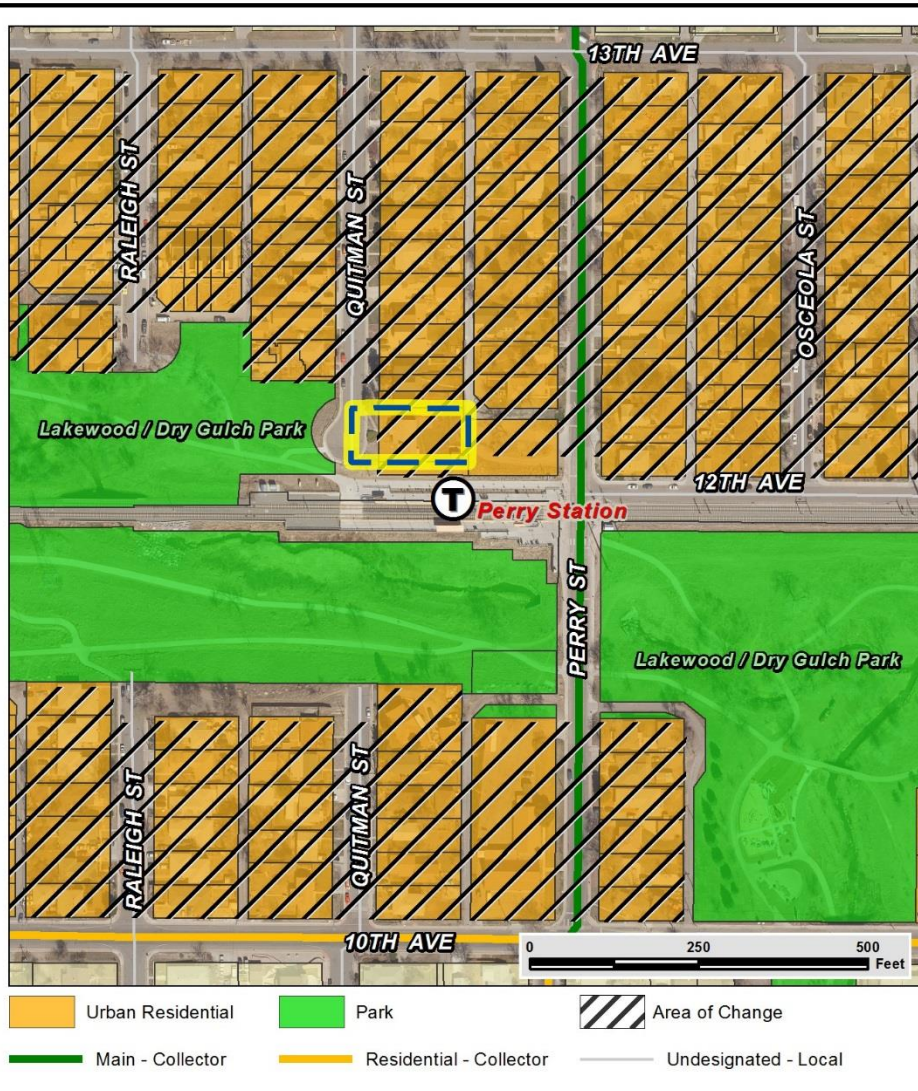 13TH AVE
RALEIGH ST
QUITMAN ST
OSCEOLA ST
Lakewood / Dry Gulch Park
12TH AVE
T
Perry Station
PERRY ST
Lakewood / Dry Gulch Park
RALEIGH ST
QUITMAN ST
10TH AVE
0 250 500
Feet
Urban Residential Park Area of Change
Main - Collector Residential - Collector Undesignated - Local